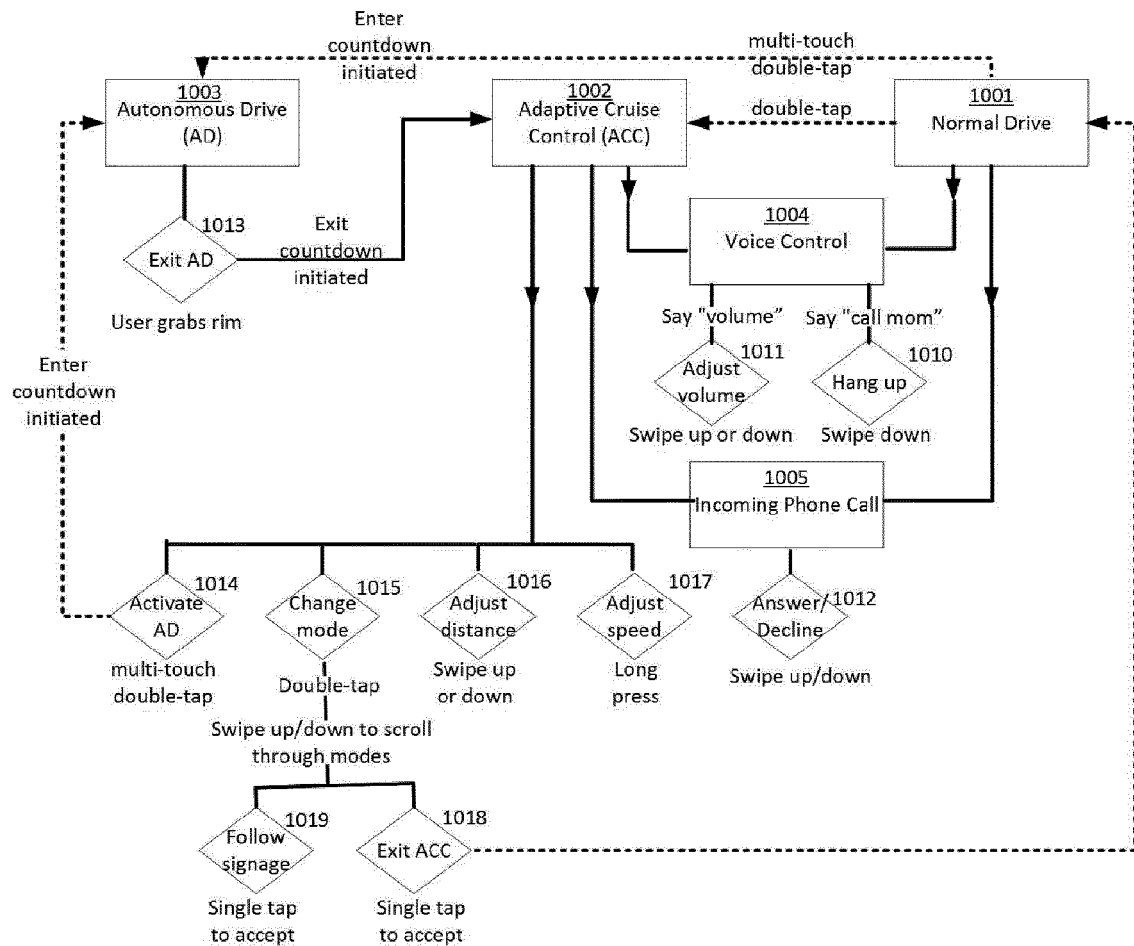 Enter
countdown
initiated
multi-touch
double-tap
1003
Autonomous Drive
(AD)
1002
Adaptive Cruise
Control (ACC)
double-tap
1001
Normal Drive
1013
Exit AD
User grabs rim
Exit
countdown
initiated
1004
Voice Control
Say "volume”
Say "call mom”
1011
Adjust
volume
Swipe up or down
1010
Hang up
Swipe down
Enter
countdown
initiated
1005
Incoming Phone Call
1014
Activate
AD
multi-touch
double-tap
1015
Change
mode
Double-tap
1016
Adjust
distance
Swipe up
or down
1017
Adjust
speed
Long
press
Answer/
1012
Decline
Swipe up/down
Swipe up/down to scroll
through modes
1019
Follow
signage
Single tap
to accept
1018
Exit ACC
Single tap
to accept